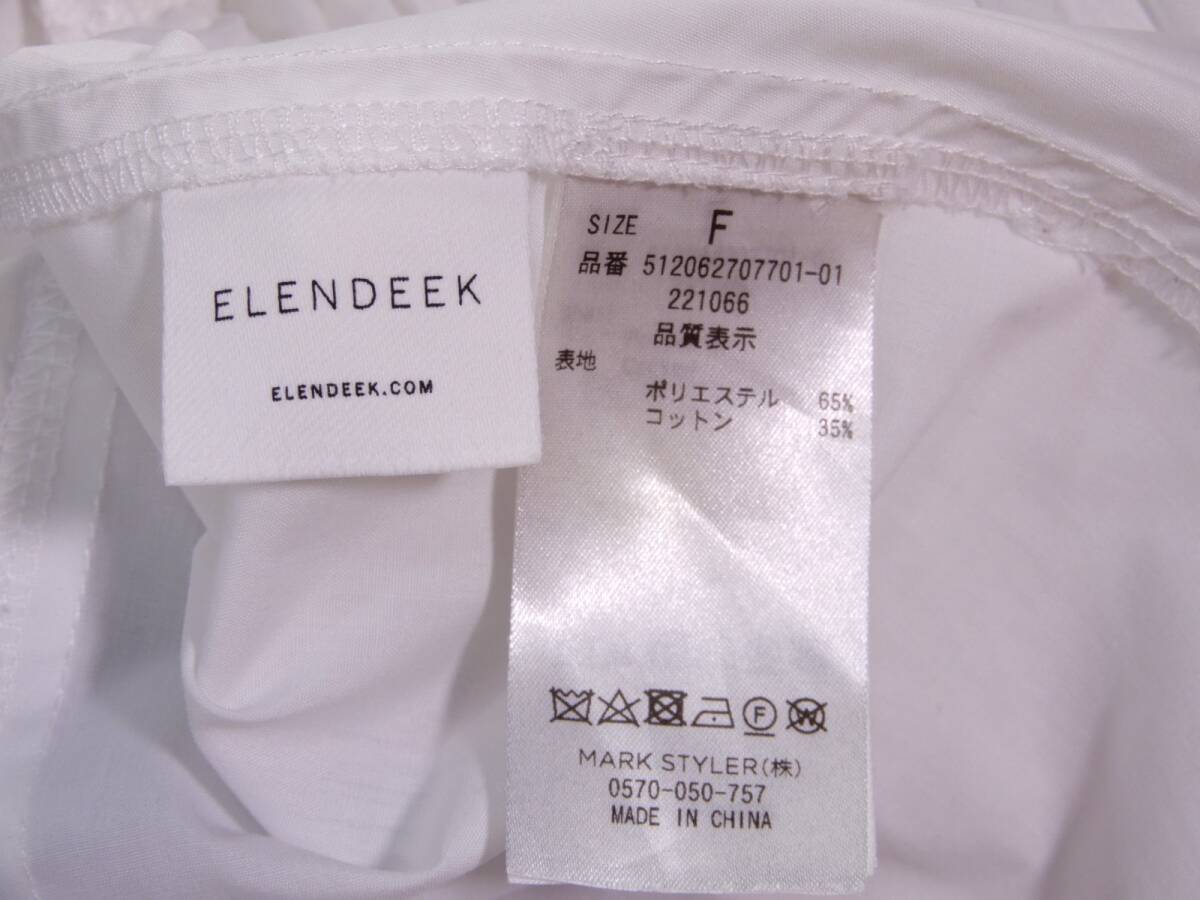 ELENDEEK
ELENDEEK.COM
SIZE F
品番 512062707701-01
221066
品質表示
表地
ポリエステル 65%
コットン 35%
F W
MARK STYLER(株)
0570-050-757
MADE IN CHINA